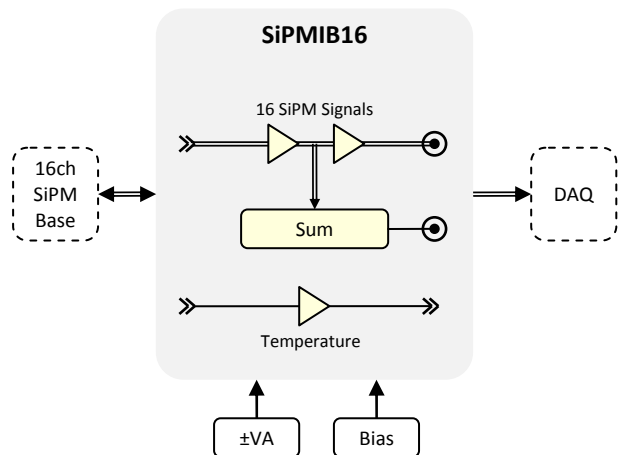 SiPMIB16
16 SiPM Signals
16ch
SiPM
Base
DAQ
Sum
Temperature
±VA
Bias